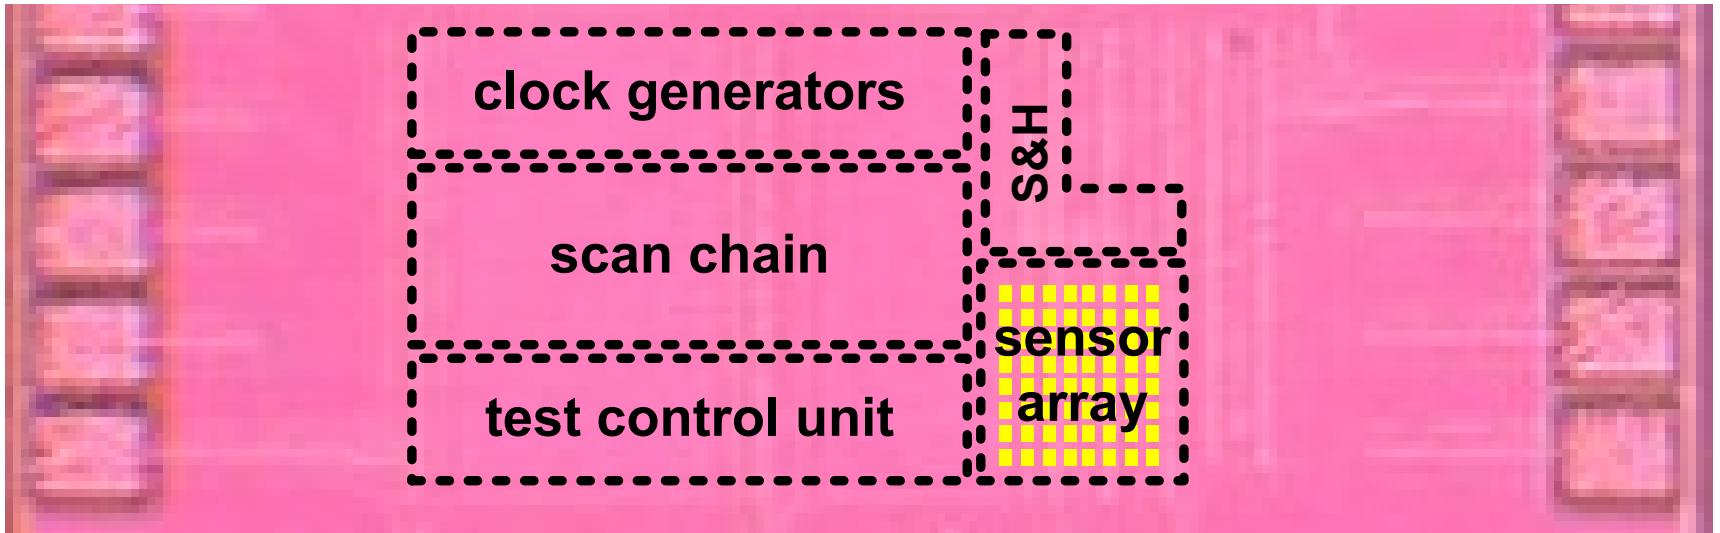 clock generators
S&H
scan chain
sensor
array
test control unit